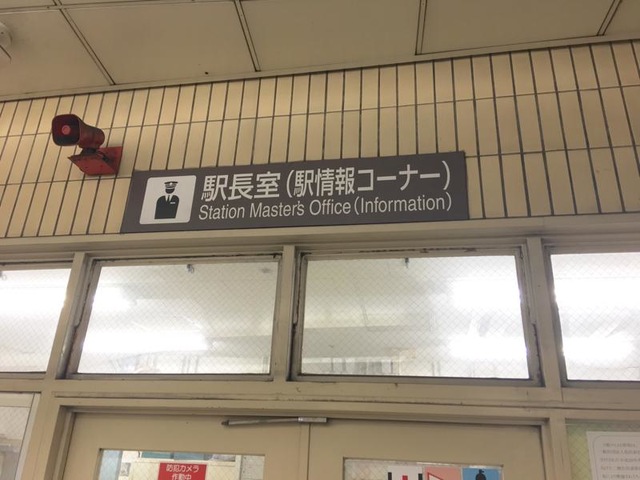 駅長室(駅情報コーナー)
Station Master's Office(Information)
防犯カメラ
作動中